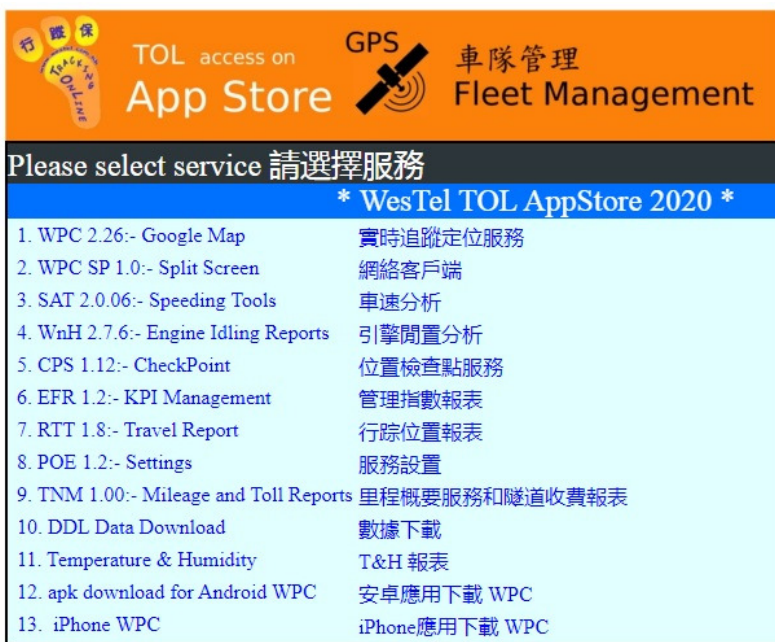 行蹤保
TRACKING ONLINE
TOL access on
App Store
GPS
車隊管理
Fleet Management
Please select service 請選擇服務
* WesTel TOL AppStore 2020 *
1. WPC 2.26:- Google Map 實時追蹤定位服務
2. WPC SP 1.0:- Split Screen 網絡客戶端
3. SAT 2.0.06:- Speeding Tools 車速分析
4. WnH 2.7.6:- Engine Idling Reports 引擎閒置分析
5. CPS 1.12:- CheckPoint 位置檢查點服務
6. EFR 1.2:- KPI Management 管理指數報表
7. RTT 1.8:- Travel Report 行踪位置報表
8. POE 1.2:- Settings 服務設置
9. TNM 1.00:- Mileage and Toll Reports 里程概要服務和隧道收費報表
10. DDL Data Download 數據下載
11. Temperature & Humidity T&H 報表
12. apk download for Android WPC 安卓應用下載 WPC
13. iPhone WPC iPhone應用下載 WPC